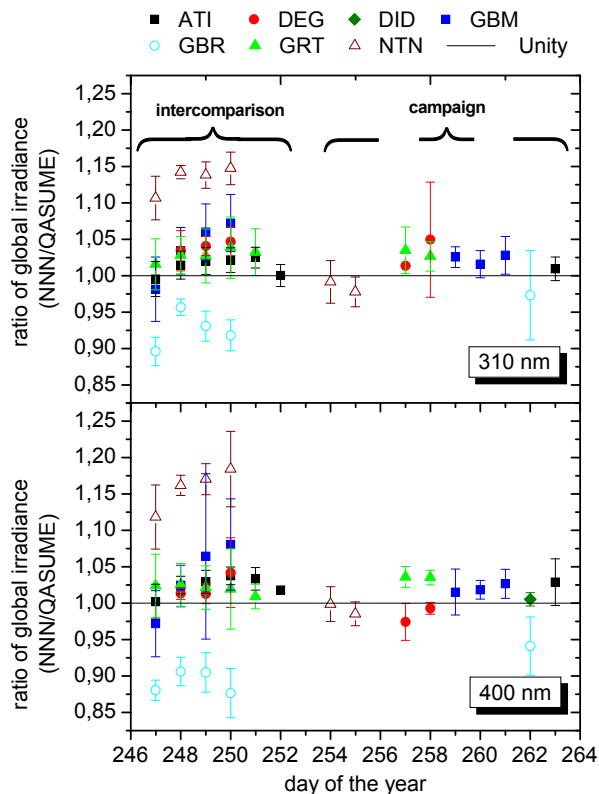 ATI DEG DID GBM
GBR GRT NTN Unity
1,25
1,20
1,15
1,10
1,05
1,00
0,95
0,90
0,85
ratio of global irradiance
(NNN/QASUME)
intercomparison campaign
310 nm
1,25
1,20
1,15
1,10
1,05
1,00
0,95
0,90
0,85
ratio of global irradiance
(NNN/QASUME)
400 nm
246 248 250 252 254 256 258 260 262 264
day of the year